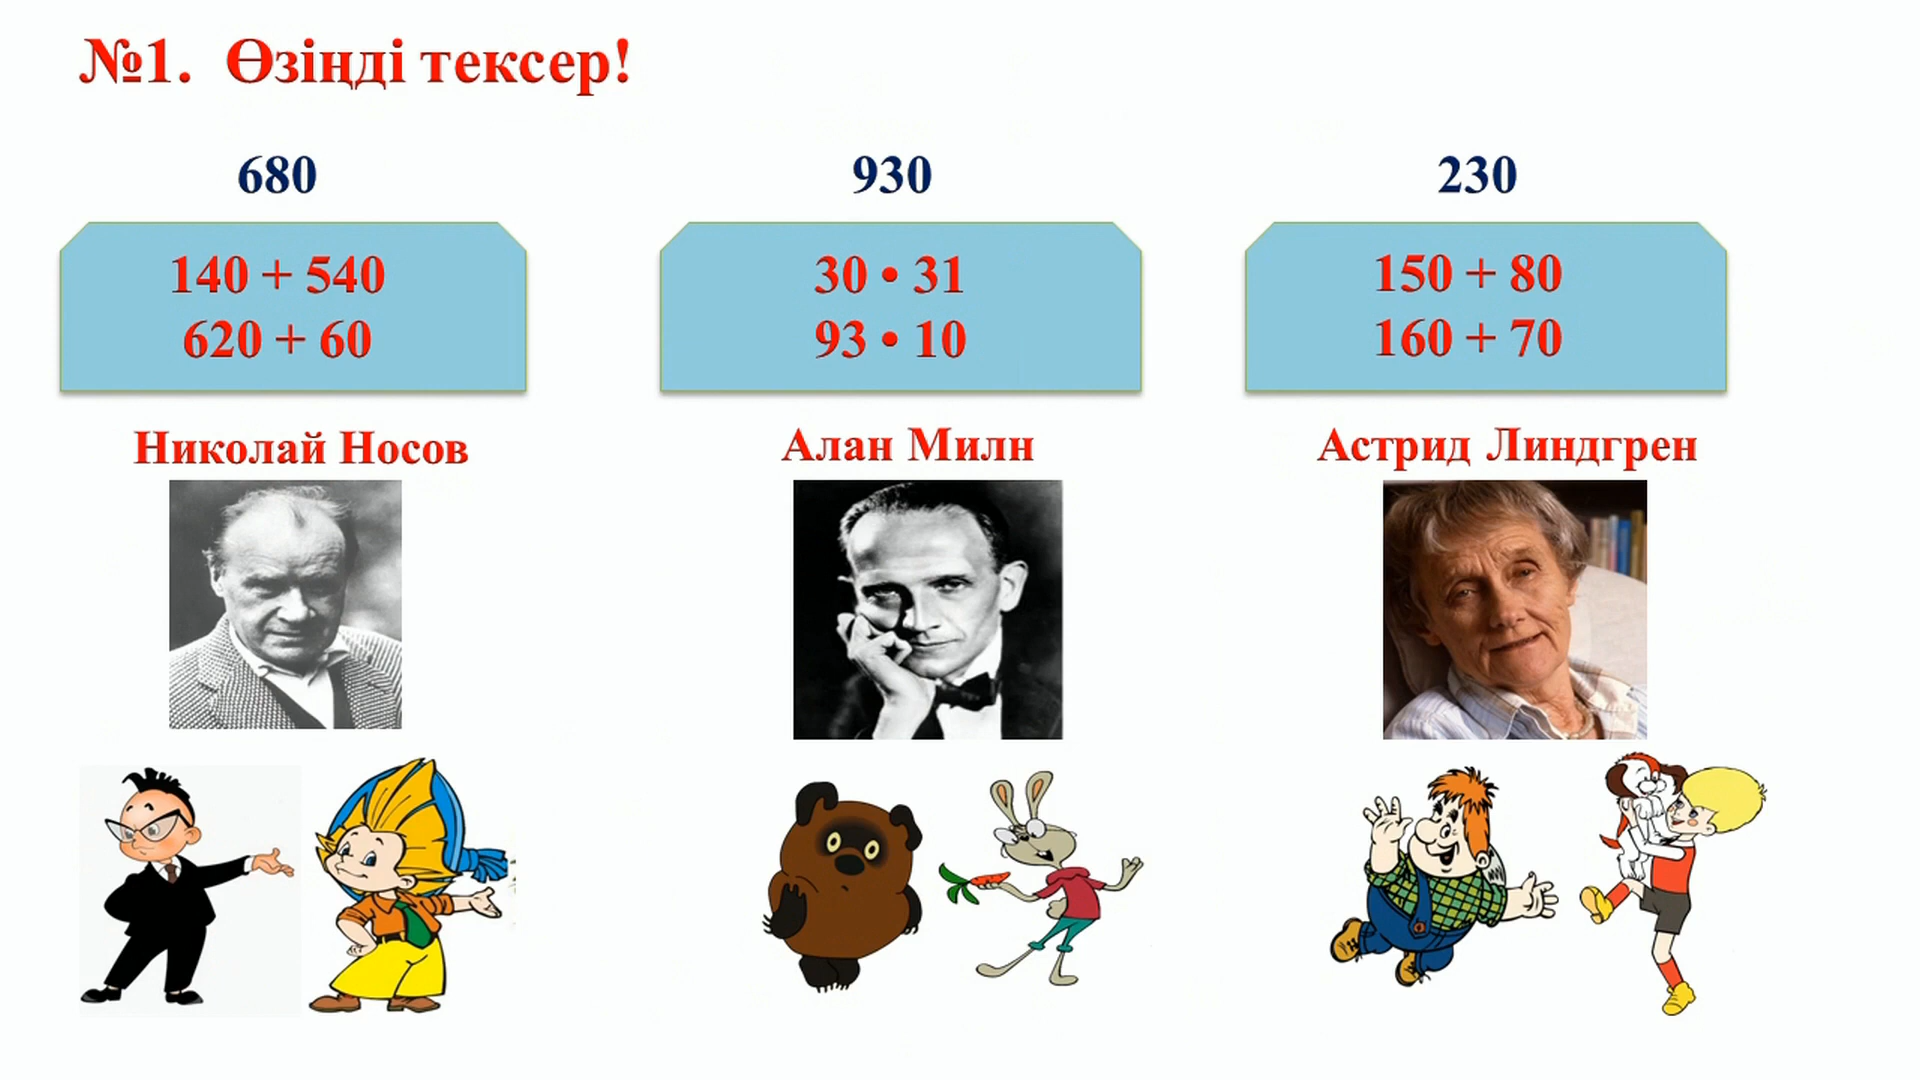 №1. Өзіңді тексер!
680
140 + 540
620 + 60
Николай Носов
930
30 • 31
93 • 10
Алан Милн
230
150 + 80
160 + 70
Астрид Линдгрен